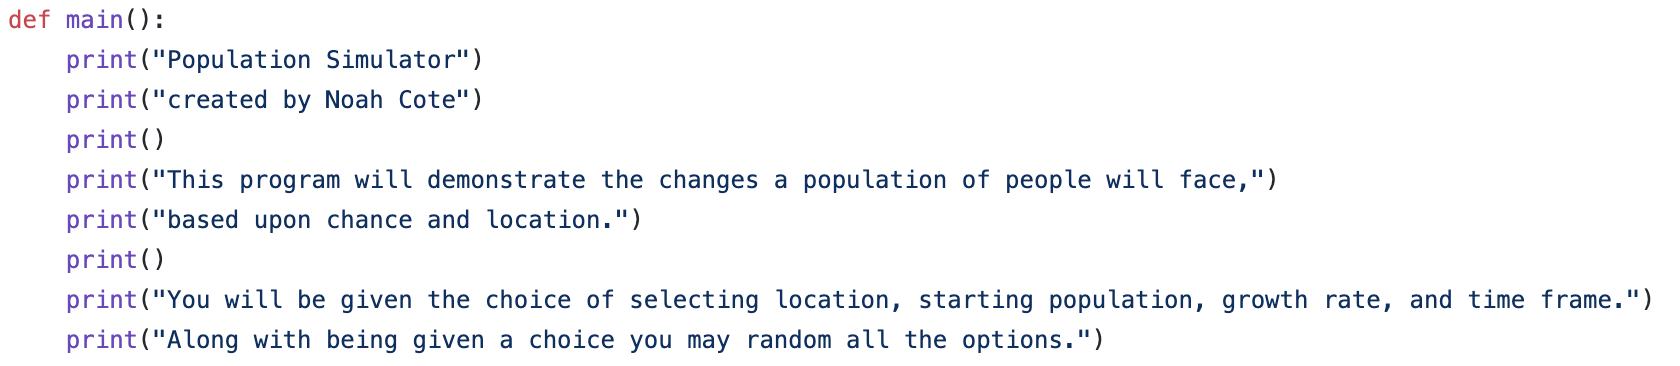 def main():
    print("Population Simulator")
    print("created by Noah Cote")
    print()
    print("This program will demonstrate the changes a population of people will face,")
    print("based upon chance and location.")
    print()
    print("You will be given the choice of selecting location, starting population, growth rate, and time frame.")
    print("Along with being given a choice you may random all the options.")